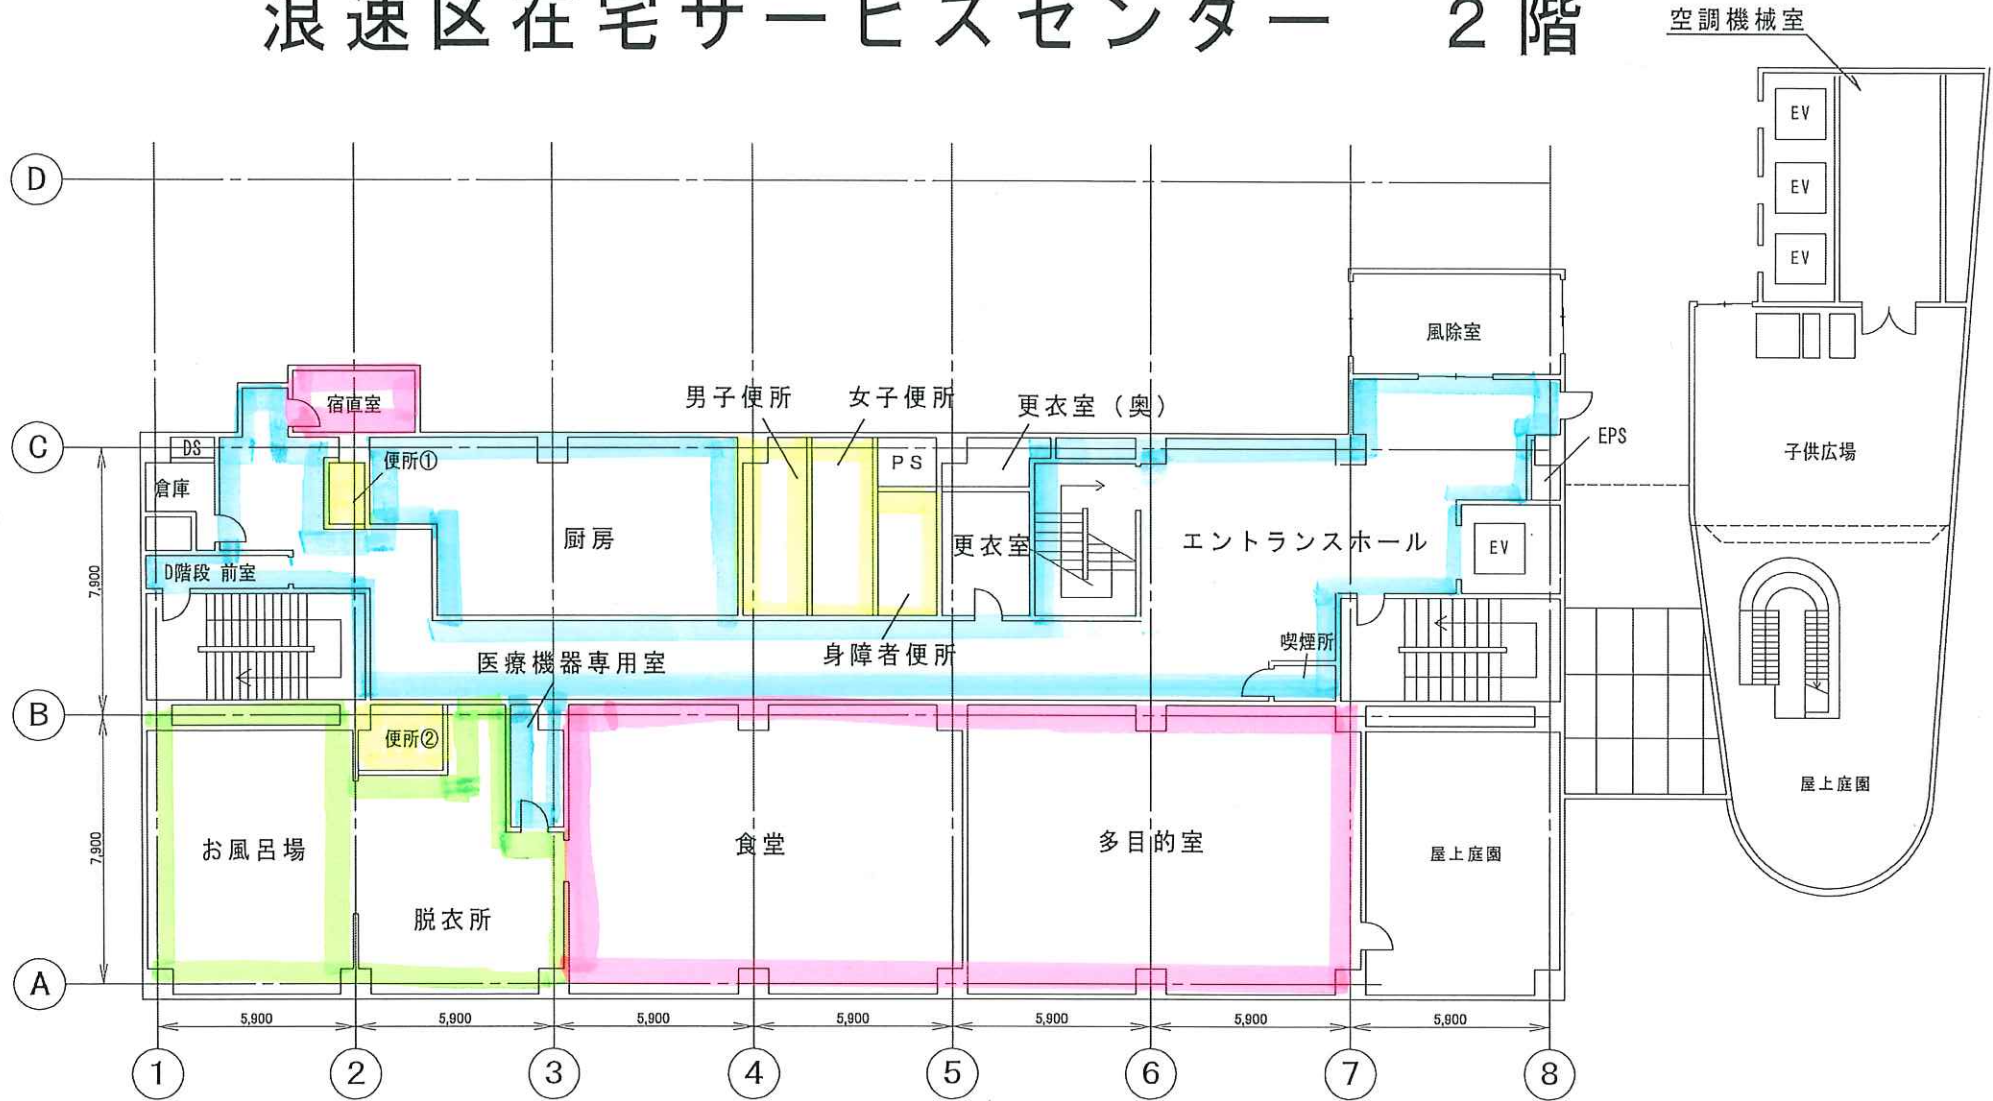 浪速区在宅サービスセンター　２階
空調機械室
EV
EV
EV
D
風除室
宿直室
男子便所
女子便所
更衣室（奥）
C
DS
便所①
PS
EPS
子供広場
倉庫
厨房
更衣室
エントランスホール
EV
D階段 前室
7,900
医療機器専用室
身障者便所
喫煙所
B
便所②
屋上庭園
お風呂場
食堂
多目的室
屋上庭園
7,900
脱衣所
A
5,900
5,900
5,900
5,900
5,900
5,900
5,900
1
2
3
4
5
6
7
8